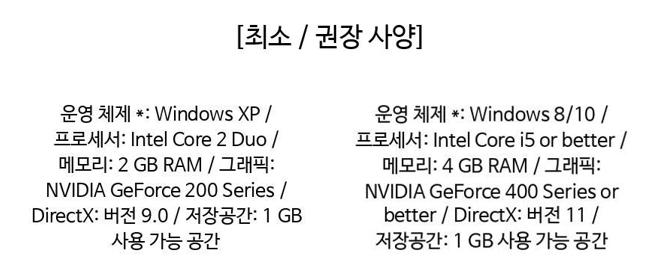 [최소 / 권장 사양]
운영 체제 *: Windows XP /
프로세서: Intel Core 2 Duo /
메모리: 2 GB RAM / 그래픽:
NVIDIA GeForce 200 Series /
DirectX: 버전 9.0 / 저장공간: 1 GB
사용 가능 공간
운영 체제 *: Windows 8/10 /
프로세서: Intel Core i5 or better /
메모리: 4 GB RAM / 그래픽:
NVIDIA GeForce 400 Series or
better / DirectX: 버전 11 /
저장공간: 1 GB 사용 가능 공간